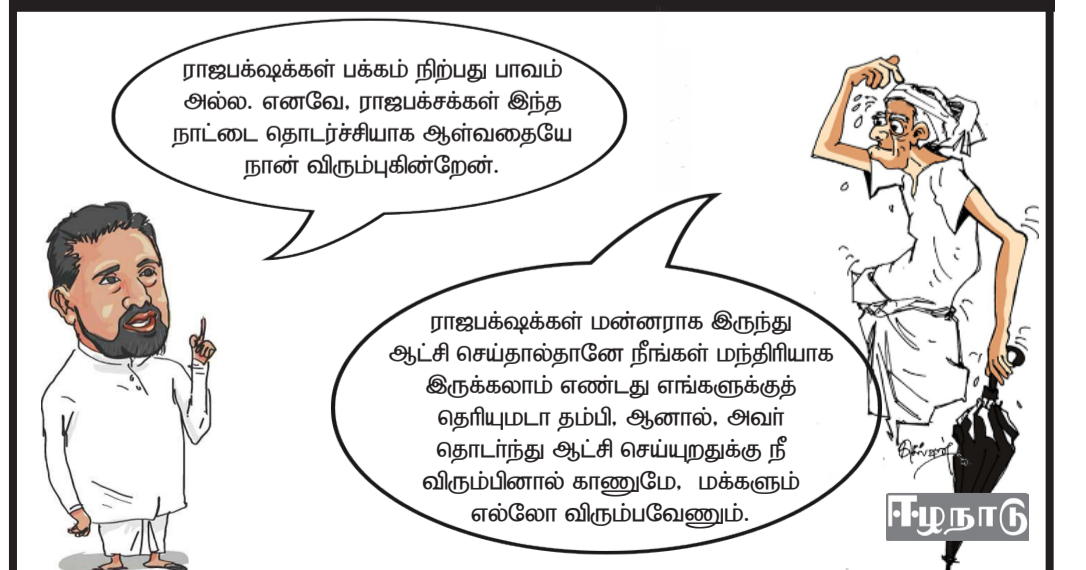 ராஜபக்ஷக்கள் பக்கம் நிற்பது பாவம்
அல்ல. எனவே, ராஜபக்சக்கள் இந்த
நாட்டை தொடர்ச்சியாக ஆள்வதையே
நான் விரும்புகின்றேன்.
ராஜபக்ஷக்கள் மன்னராக இருந்து
ஆட்சி செய்தால்தானே நீங்கள் மந்திரியாக
இருக்கலாம் எண்டது எங்களுக்குத்
தெரியுமடா தம்பி, ஆனால், அவர்
தொடர்ந்து ஆட்சி செய்யுறதுக்கு நீ
விரும்பினால் காணுமே, மக்களும்
எல்லோ விரும்பவேணும்.
ஈழநாடு